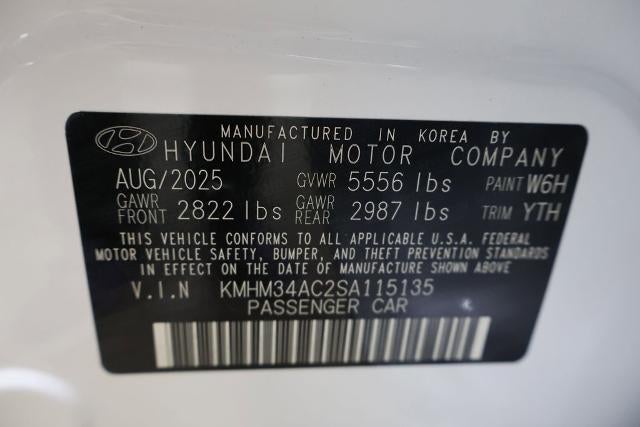 MANUFACTURED IN KOREA BY
HYUNDAI MOTOR COMPANY
AUG/2025 GVWR 5556 lbs PAINT W6H
GAWR FRONT 2822 lbs GAWR REAR 2987 lbs TRIM YTH
THIS VEHICLE CONFORMS TO ALL APPLICABLE U.S.A. FEDERAL
MOTOR VEHICLE SAFETY, BUMPER, AND THEFT PREVENTION STANDARDS
IN EFFECT ON THE DATE OF MANUFACTURE SHOWN ABOVE
V.I.N KMHM34AC2SA115135
PASSENGER CAR